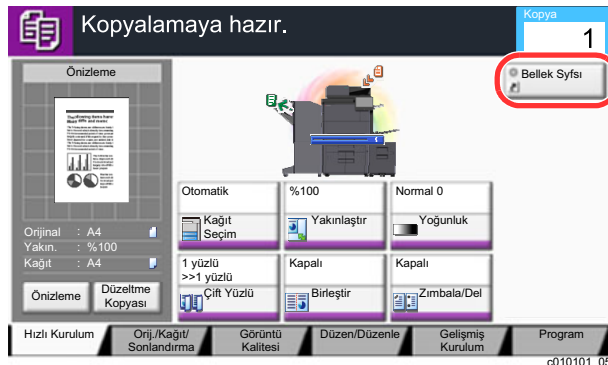 Kopyalamaya hazır.
Kopya
1
Önizleme
Bellek Syfsı
Otomatik
%100
Normal 0
Kağıt
Seçim
Yakınlaştır
Yoğunluk
Orijinal : A4
Yakın. : %100
Kağıt : A4
1 yüzlü
>>1 yüzlü
Kapalı
Kapalı
Çift Yüzlü
Birleştir
Zımbala/Del
Önizleme
Düzeltme
Kopyası
Hızlı Kurulum
Orij./Kağıt/
Sonlandırma
Görüntü
Kalitesi
Düzen/Düzenle
Gelişmiş
Kurulum
Program
c010101_05